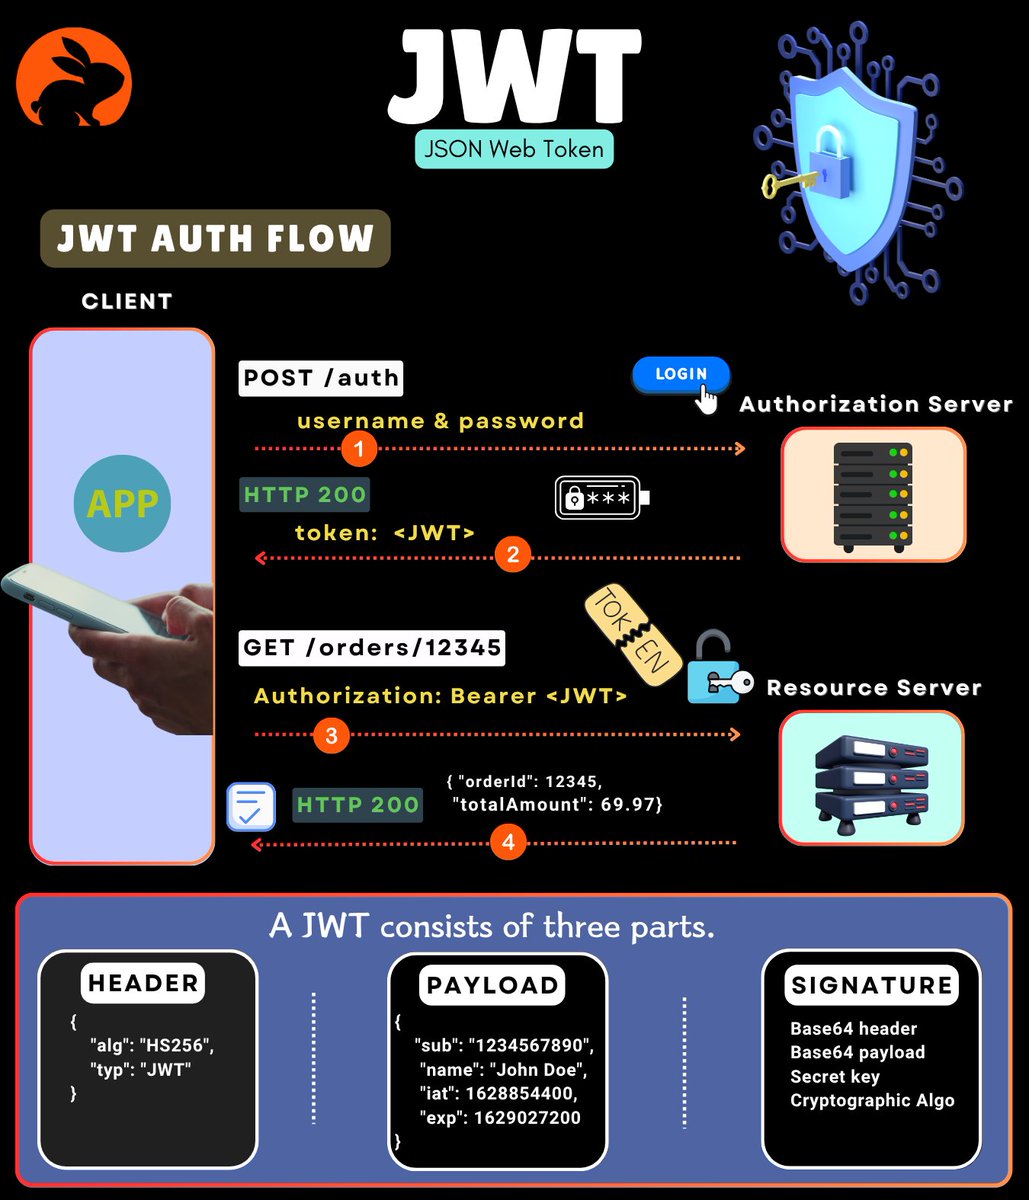 JWT
JSON Web Token
JWT AUTH FLOW
CLIENT
APP
POST /auth
LOGIN
username & password
1
Authorization Server
HTTP 200
***
token: <JWT>
2
TOKEN
GET /orders/12345
Authorization: Bearer <JWT>
3
Resource Server
HTTP 200
{ "orderId": 12345,
"totalAmount": 69.97}
4
A JWT consists of three parts.
HEADER
{
"alg": "HS256",
"typ": "JWT"
}
PAYLOAD
{
"sub": "1234567890",
"name": "John Doe",
"iat": 1628854400,
"exp": 1629027200
}
SIGNATURE
Base64 header
Base64 payload
Secret key
Cryptographic Algo